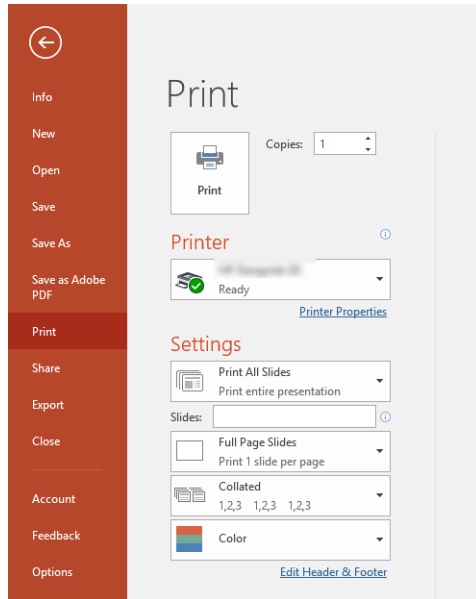 Info
New
Open
Save
Save As
Save as Adobe
PDF
Print
Share
Export
Close
Account
Feedback
Options
Print
Copies: 1
Print
Printer
Ready
Printer Properties
Settings
Print All Slides
Print entire presentation
Slides:
Full Page Slides
Print 1 slide per page
Collated
1,2,3 1,2,3 1,2,3
Color
Edit Header & Footer